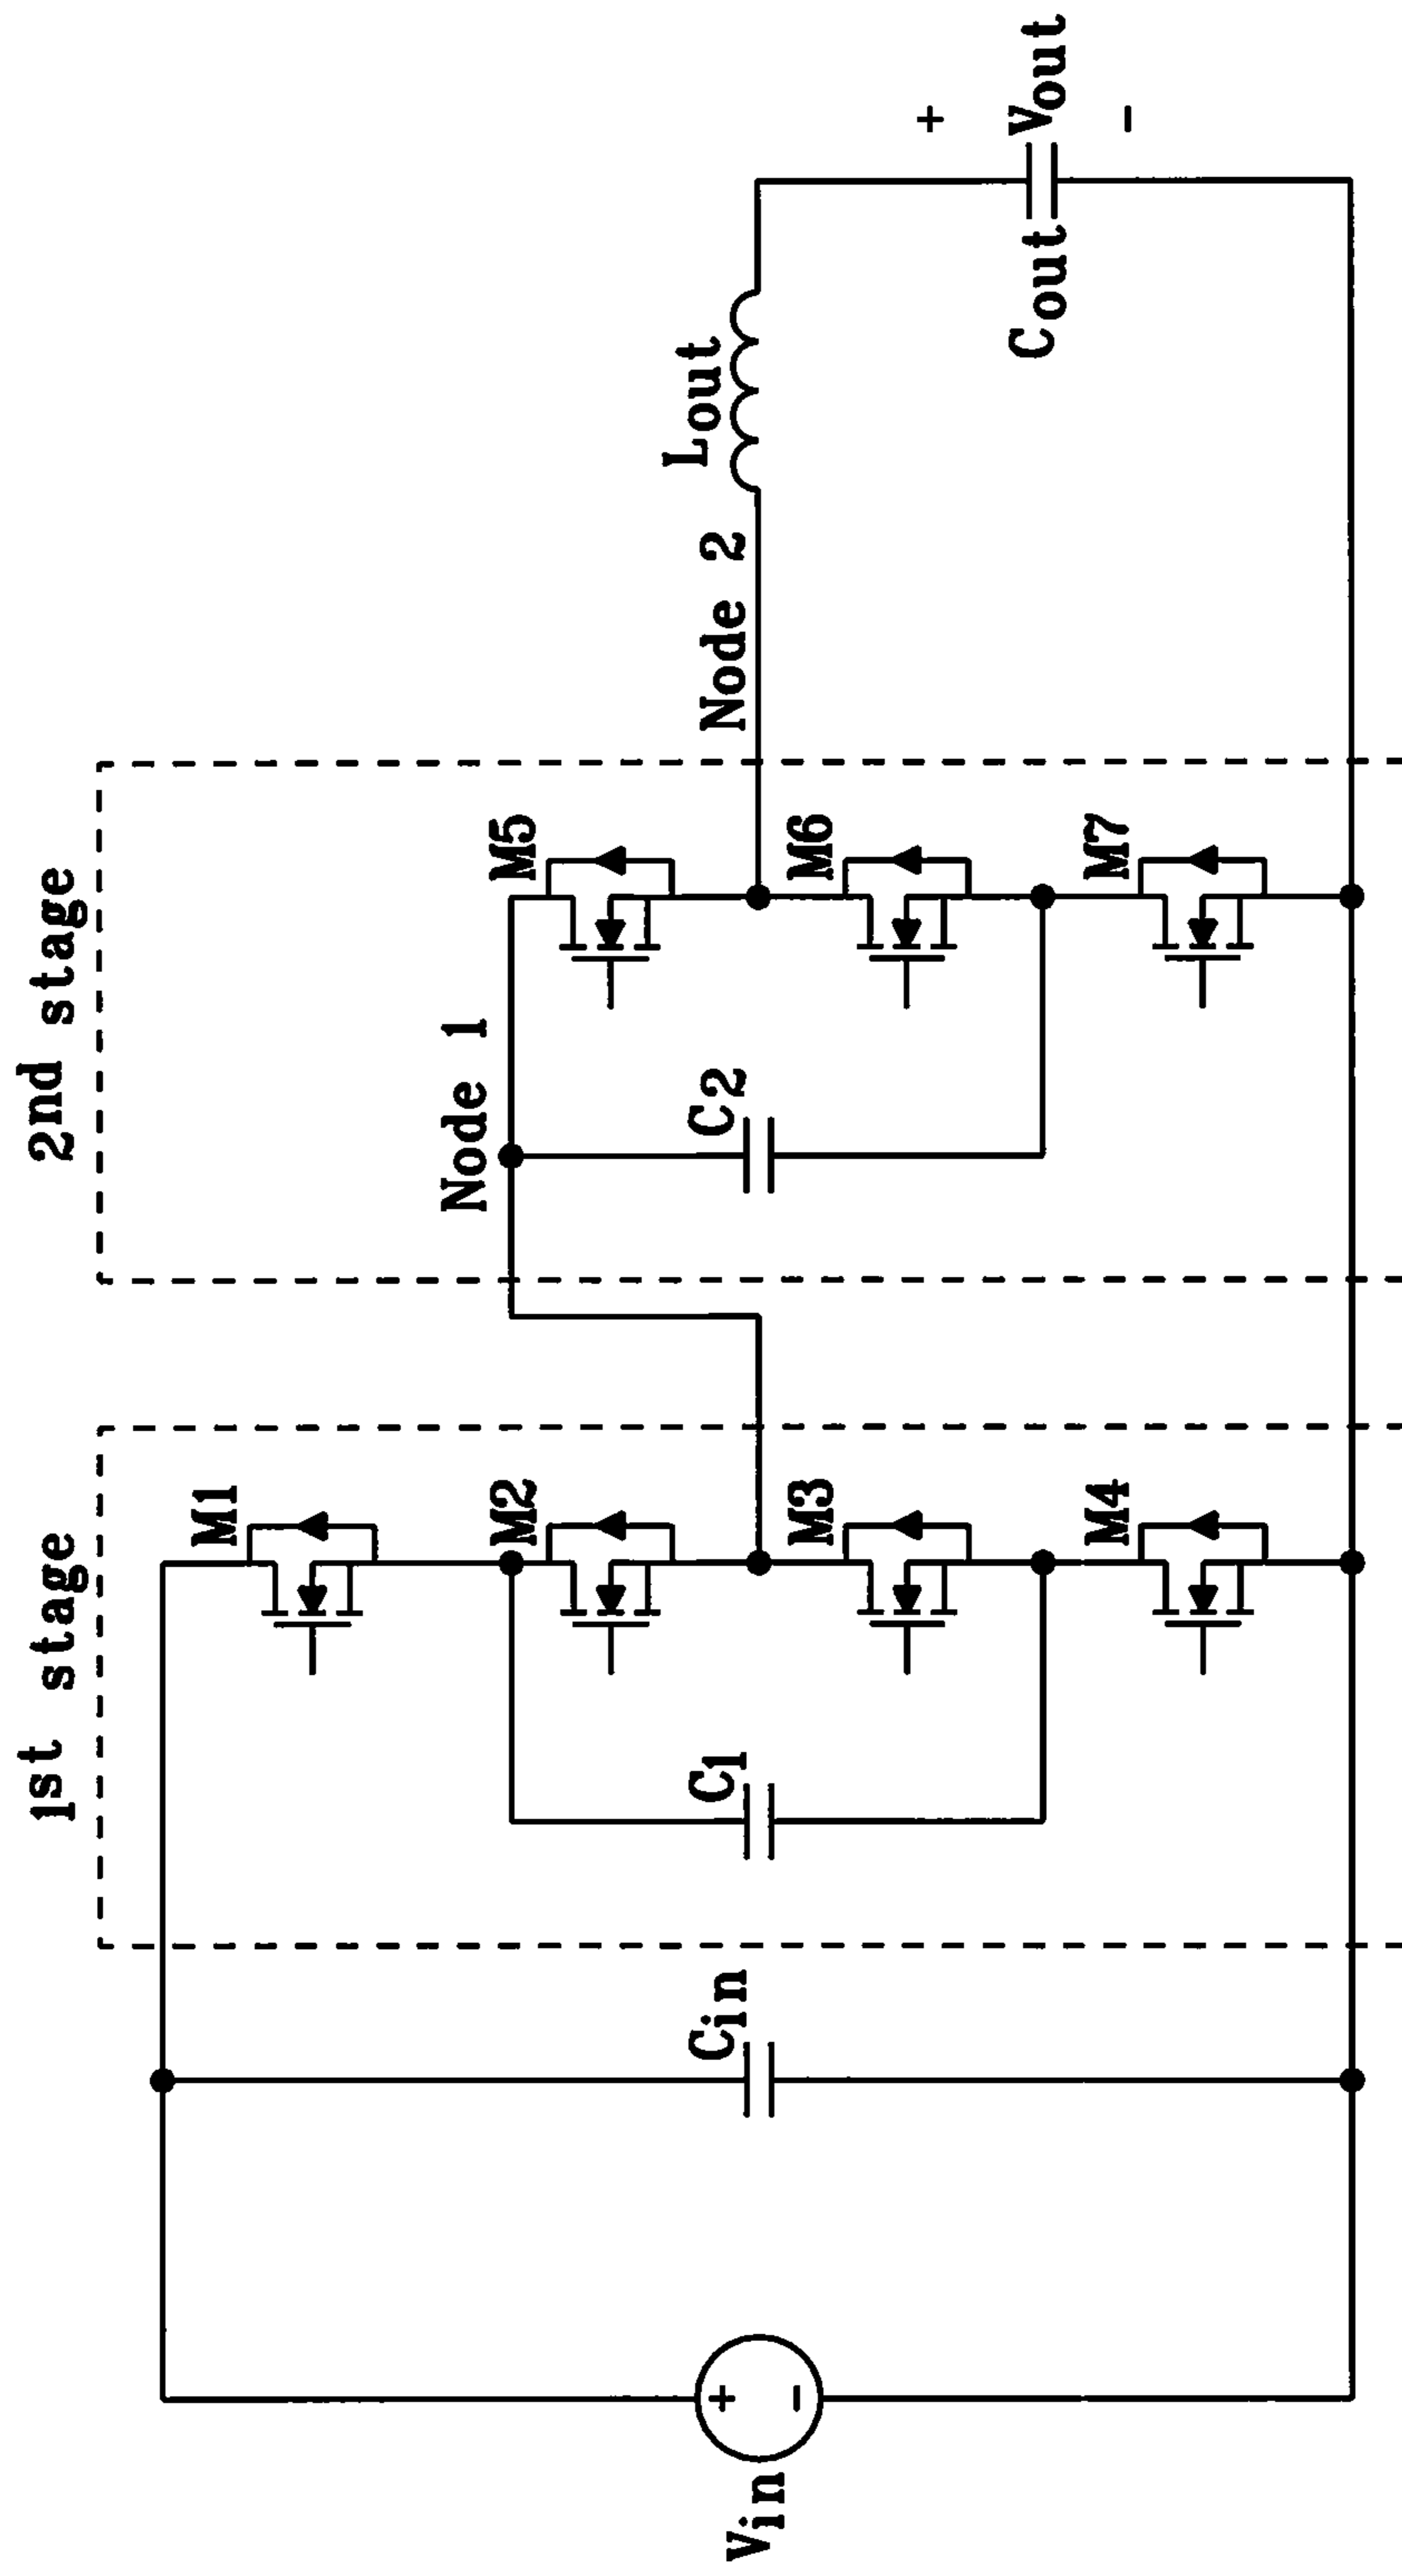 1st stage
2nd stage
Vin
+
-
Cin
C1
M1
M2
M3
M4
Node 1
C2
M5
M6
M7
Node 2
Lout
Cout
+
Vout
-